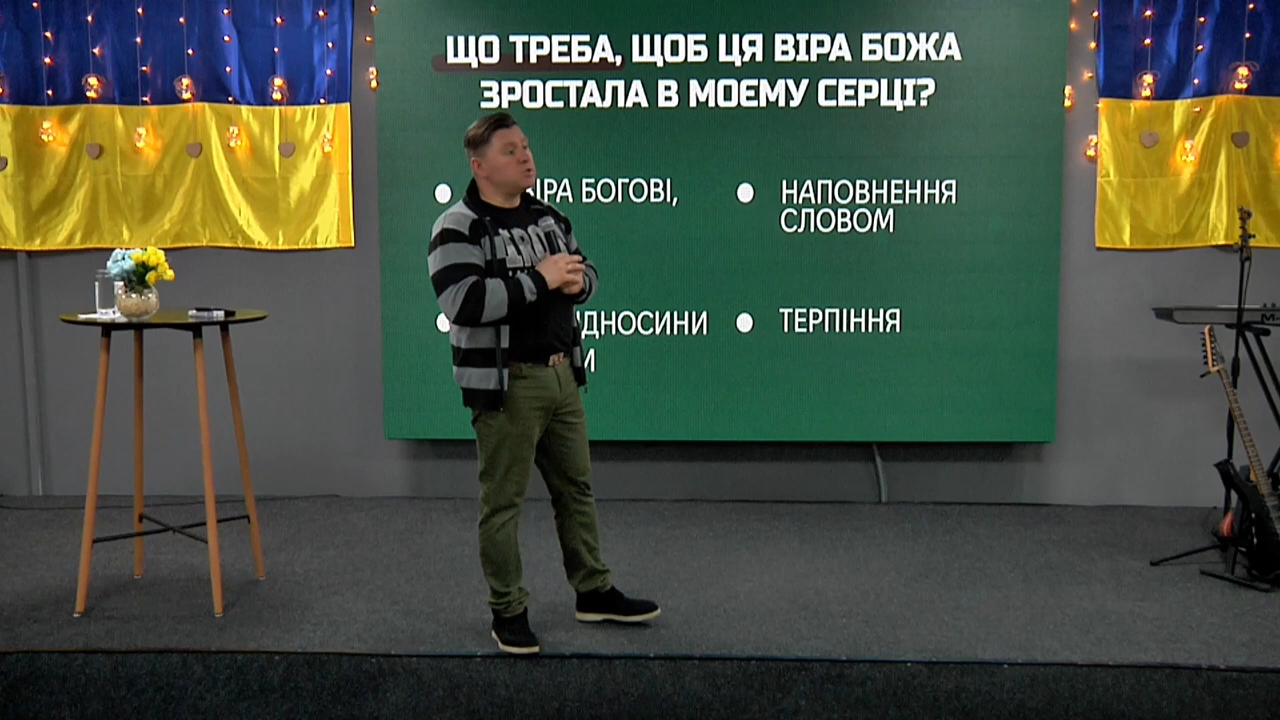 ЩО ТРЕБА, ЩОБ ЦЯ ВІРА БОЖА
ЗРОСТАЛА В МОЄМУ СЕРЦІ?
БОГОВІ,
НАПОВНЕННЯ
СЛОВОМ
ТЕРПІННЯ